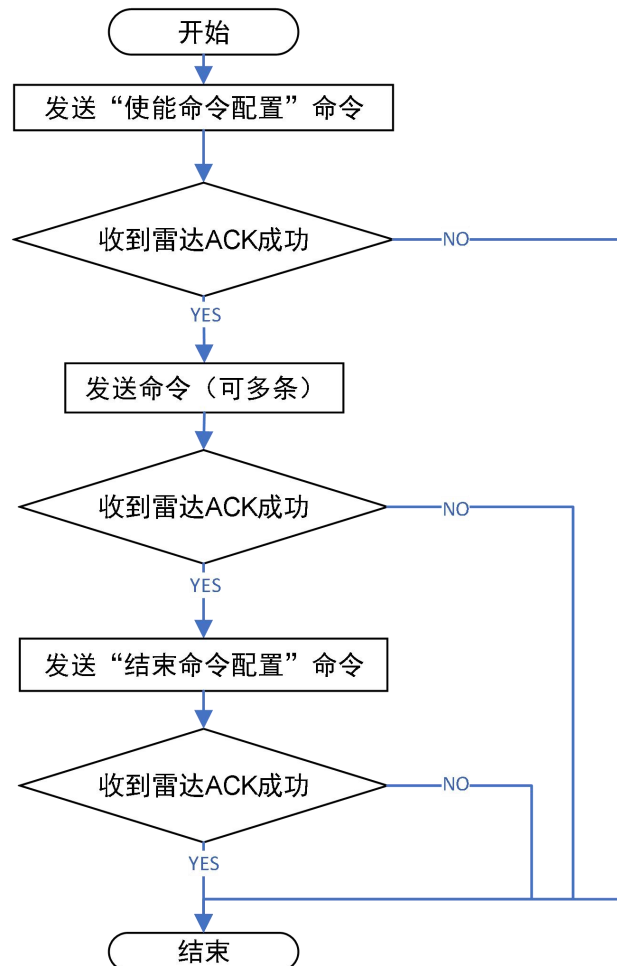 开始
发送“使能命令配置”命令
收到雷达ACK成功
NO
YES
发送命令（可多条）
收到雷达ACK成功
NO
YES
发送“结束命令配置”命令
收到雷达ACK成功
NO
YES
结束